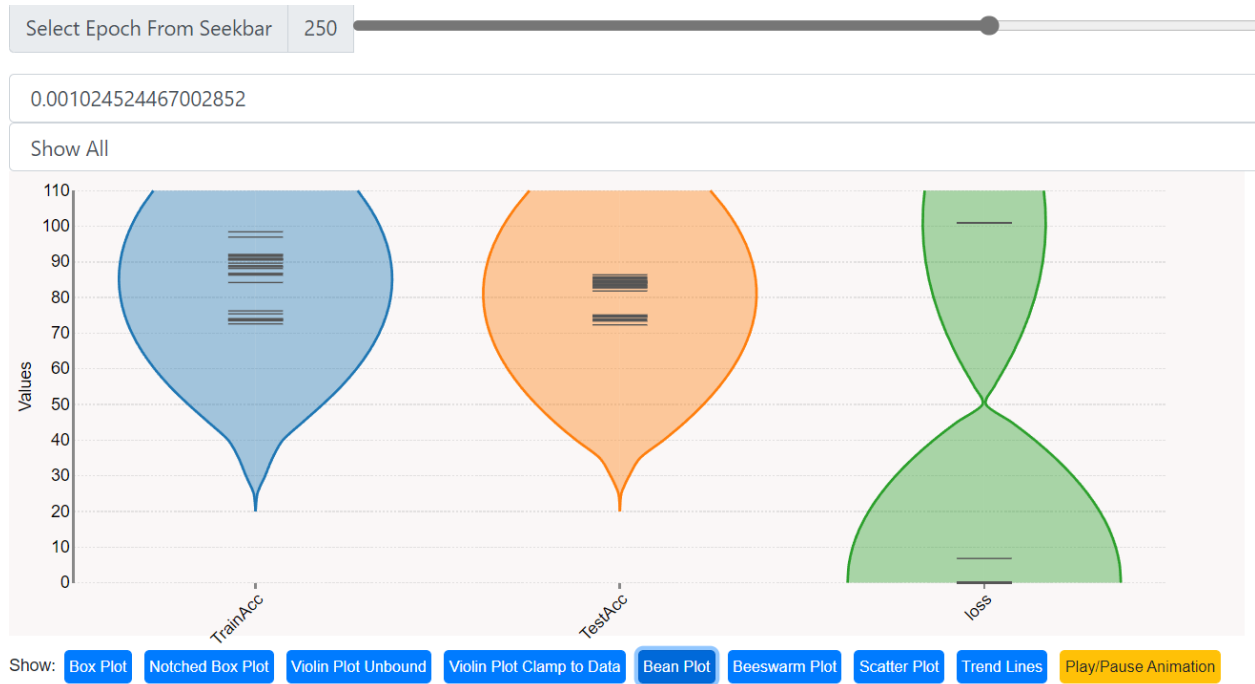 Select Epoch From Seekbar 250
0.001024524467002852
Show All
110
100
90
80
70
60
50
40
30
20
10
0
Values
TrainAcc
TestAcc
loss
Show: Box Plot Notched Box Plot Violin Plot Unbound Violin Plot Clamp to Data Bean Plot Beeswarm Plot Scatter Plot Trend Lines Play/Pause Animation